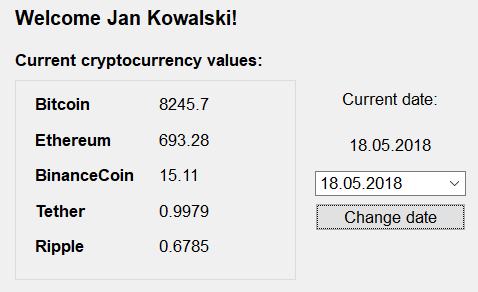 Welcome Jan Kowalski!
Current cryptocurrency values:
Bitcoin 8245.7
Ethereum 693.28
BinanceCoin 15.11
Tether 0.9979
Ripple 0.6785
Current date:
18.05.2018
18.05.2018
Change date